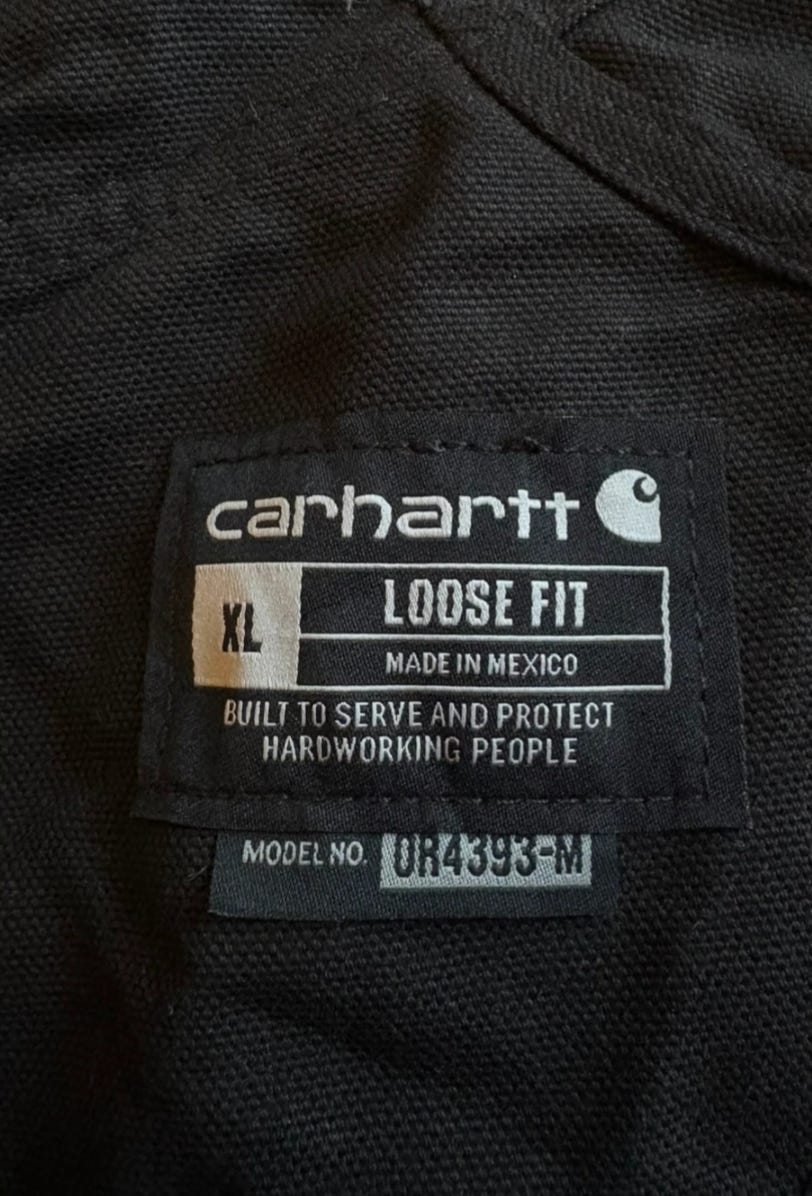 carhartt
XL LOOSE FIT
MADE IN MEXICO
BUILT TO SERVE AND PROTECT
HARDWORKING PEOPLE
MODEL NO. OR4393-M